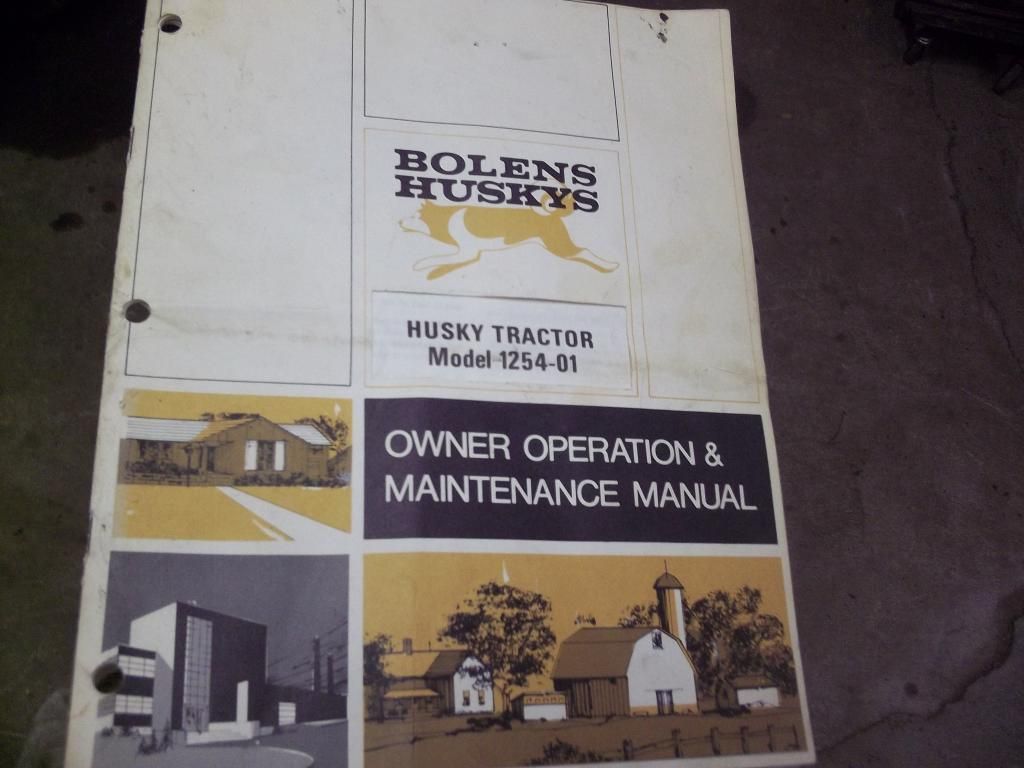 BOLENS
HUSKYS
HUSKY TRACTOR
Model 1254-01
OWNER OPERATION &
MAINTENANCE MANUAL